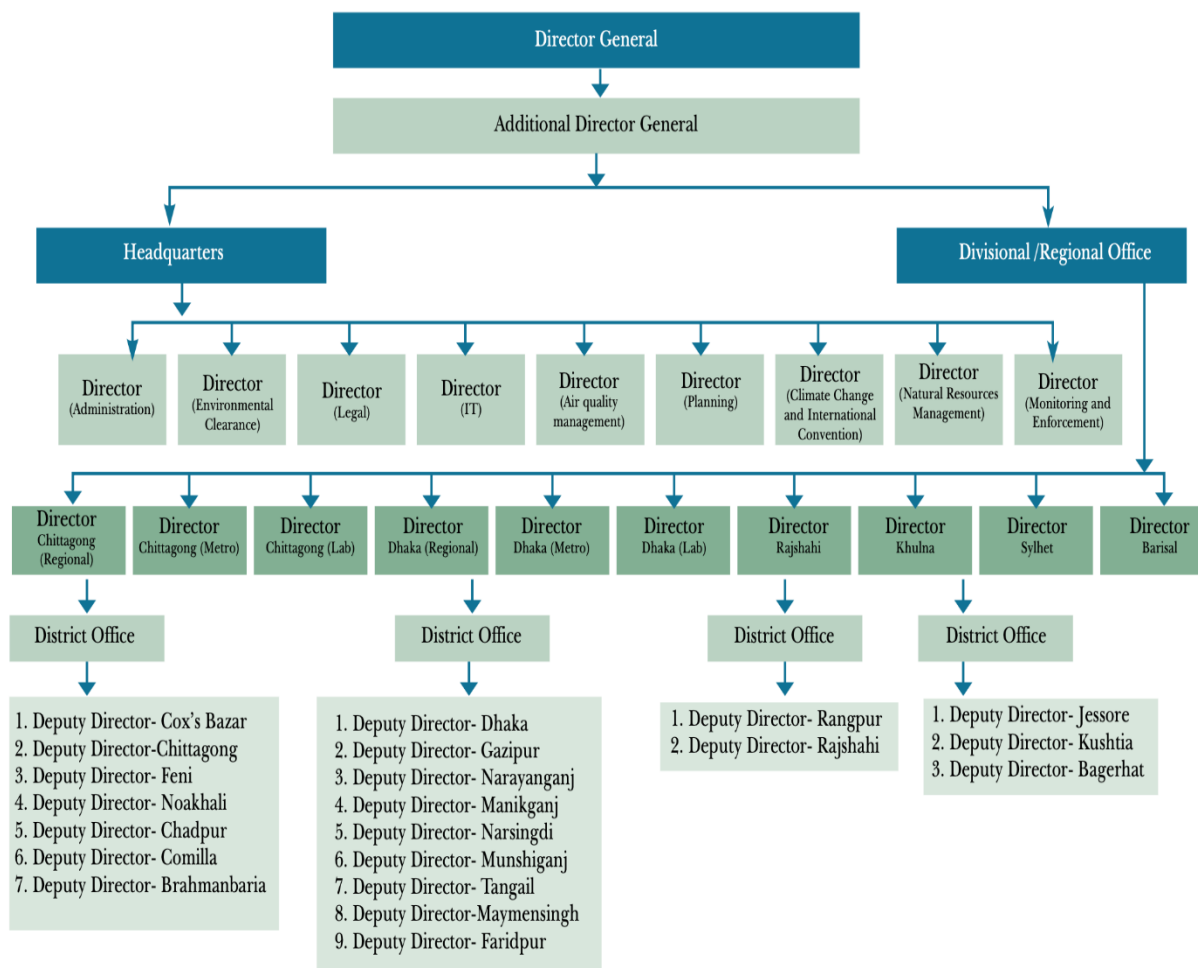 Director General
Additional Director General
Headquarters
Divisional /Regional Office
Director
(Administration)
Director
(Environmental
Clearance)
Director
(Legal)
Director
(IT)
Director
(Air quality
management)
Director
(Planning)
Director
(Climate Change
and International
Convention)
Director
(Natural Resources
Management)
Director
(Monitoring and
Enforcement)
Director
Chittagong
(Regional)
Director
Chittagong (Metro)
Director
Chittagong (Lab)
Director
Dhaka (Regional)
Director
Dhaka (Metro)
Director
Dhaka (Lab)
Director
Rajshahi
Director
Khulna
Director
Sylhet
Director
Barisal
District Office
1. Deputy Director- Cox's Bazar
2. Deputy Director-Chittagong
3. Deputy Director- Feni
4. Deputy Director- Noakhali
5. Deputy Director- Chadpur
6. Deputy Director- Comilla
7. Deputy Director- Brahmanbaria
District Office
1. Deputy Director- Dhaka
2. Deputy Director- Gazipur
3. Deputy Director- Narayanganj
4. Deputy Director- Manikganj
5. Deputy Director- Narsingdi
6. Deputy Director- Munshiganj
7. Deputy Director- Tangail
8. Deputy Director-Maymensingh
9. Deputy Director- Faridpur
District Office
1. Deputy Director- Rangpur
2. Deputy Director- Rajshahi
District Office
1. Deputy Director- Jessore
2. Deputy Director- Kushtia
3. Deputy Director- Bagerhat